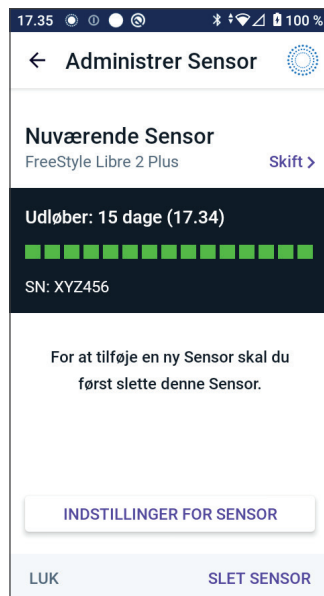 17.35 100 %
Administrer Sensor
Nuværende Sensor
FreeStyle Libre 2 Plus Skift >
Udløber: 15 dage (17.34)
SN: XYZ456
For at tilføje en ny Sensor skal du
først slette denne Sensor.
INDSTILLINGER FOR SENSOR
LUK SLET SENSOR